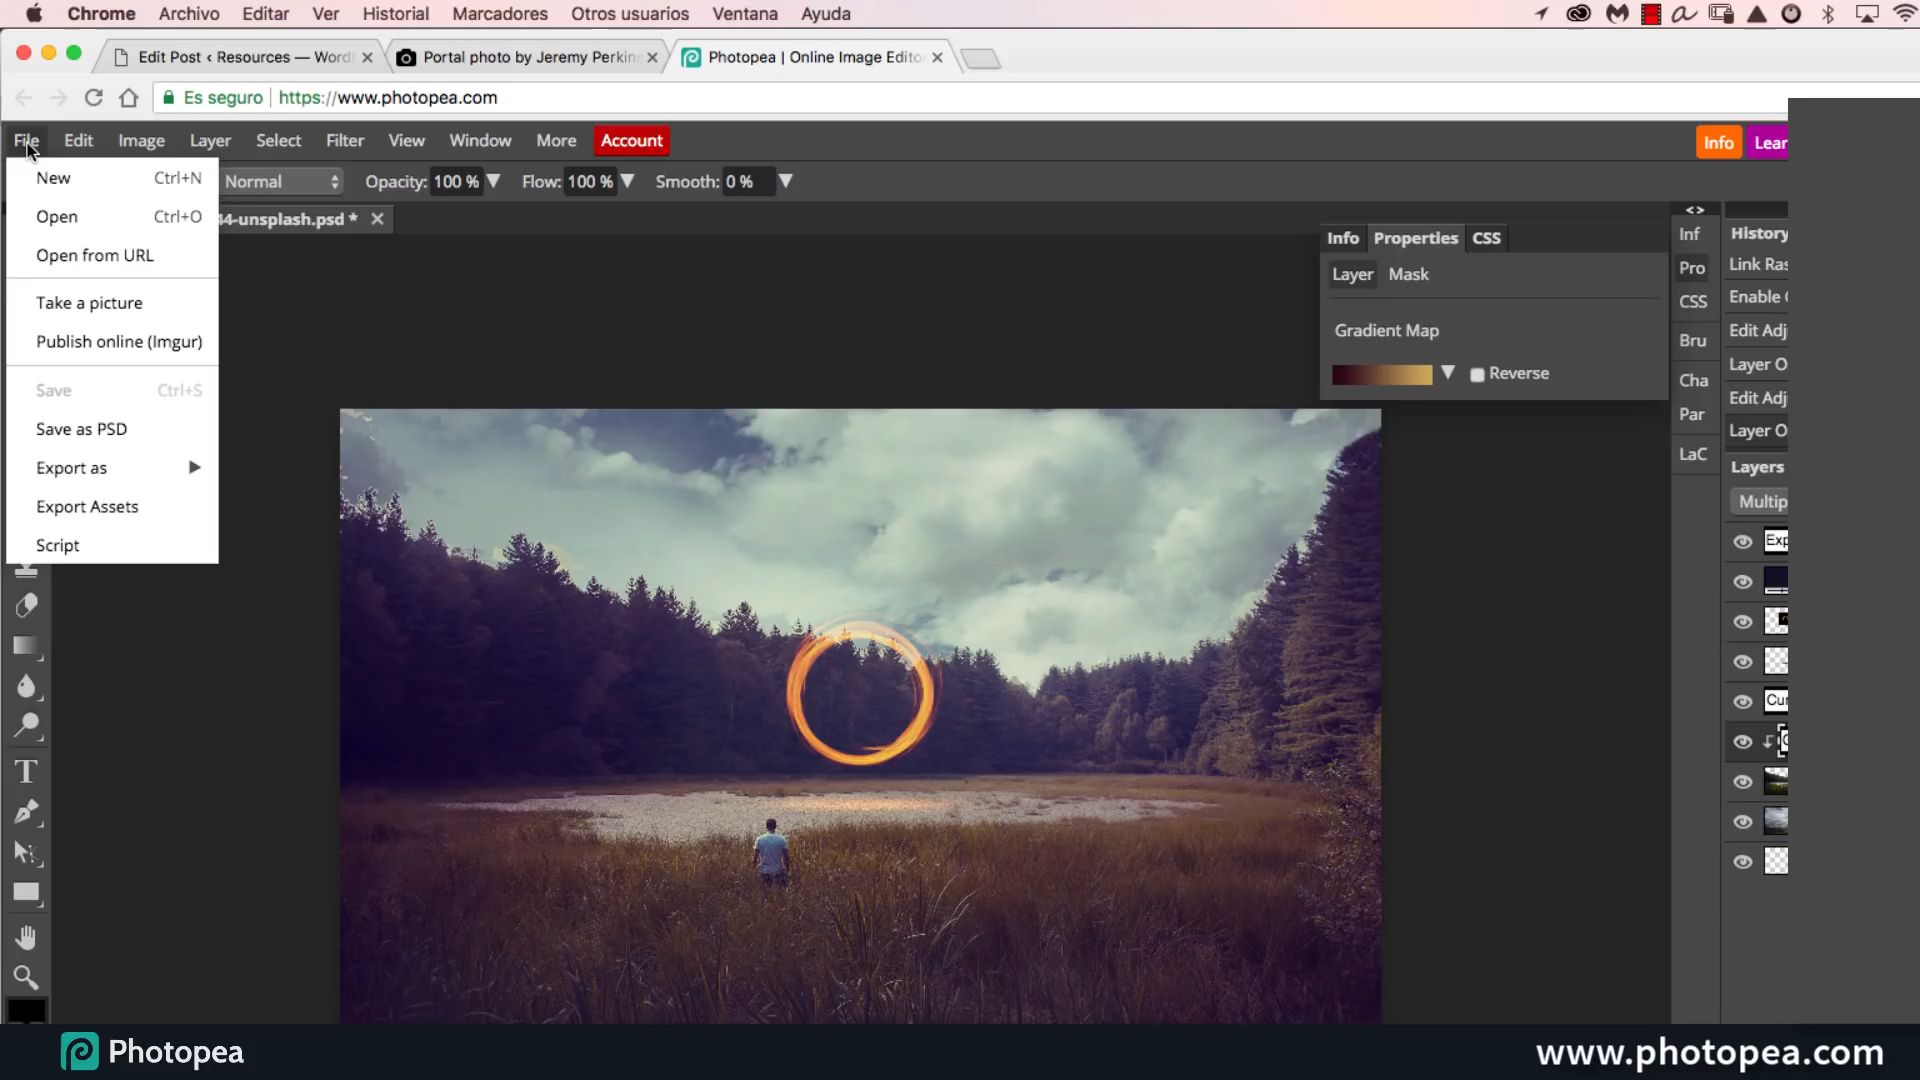 Chrome Archivo Editar Ver Historial Marcadores Otros usuarios Ventana Ayuda
Edit Post ‹ Resources — Word
Portal photo by Jeremy Perkins
Photopea | Online Image Edito
Es seguro https://www.photopea.com
File Edit Image Layer Select Filter View Window More Account
Info Lear
Normal Opacity: 100 % Flow: 100 % Smooth: 0 %
44-unsplash.psd *
New Ctrl+N
Open Ctrl+O
Open from URL
Take a picture
Publish online (Imgur)
Save Ctrl+S
Save as PSD
Export as
Export Assets
Script
Info Properties CSS
Layer Mask
Gradient Map
Reverse
<>
Inf
Pro
CSS
Bru
Cha
Par
LaC
History
Link Ras
Enable
Edit Adj
Layer O
Edit Adj
Layer O
Layers
Multip
Exp
Cur
Photopea
www.photopea.com